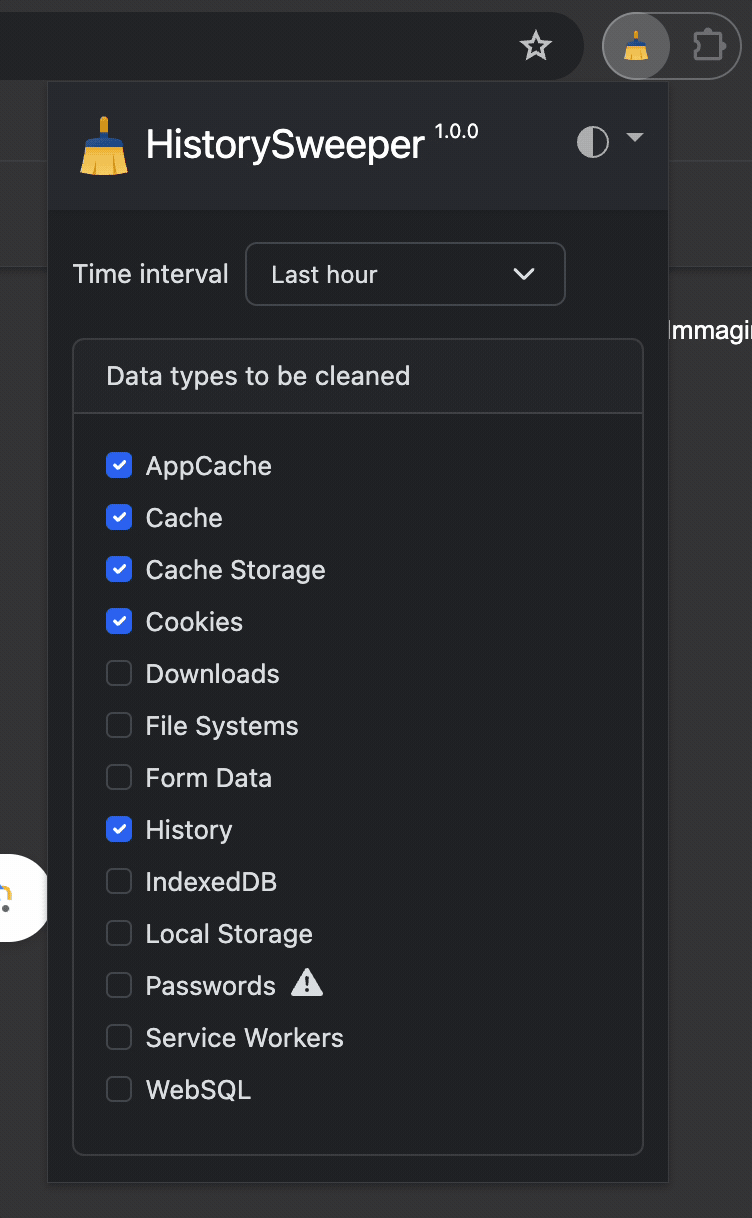 HistorySweeper 1.0.0
Time interval
Last hour
Immagi
Data types to be cleaned
AppCache
Cache
Cache Storage
Cookies
Downloads
File Systems
Form Data
History
IndexedDB
Local Storage
Passwords
Service Workers
WebSQL